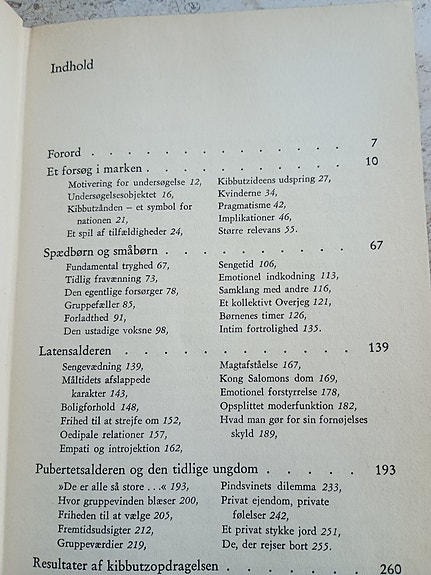 Indhold
Forord . . . . . . . . . . . . . 7
Et forsøg i marken . . . . . . . . . . 10
Motivering for undersøgelse 12,
Undersøgelsesobjektet 16,
Kibbutzånden – et symbol for
nationen 21,
Et spil af tilfældigheder 24,
Kibbutzideens udspring 27,
Kvinderne 34,
Pragmatisme 42,
Implikationer 46,
Større relevans 55.
Spædbørn og småbørn . . . . . . . . . 67
Fundamental tryghed 67,
Tidlig fravænning 73,
Den egentlige forsørger 78,
Gruppefæller 85,
Forladthed 91,
Den ustadige voksne 98,
Sengetid 106,
Emotionel indkodning 113,
Samklang med andre 116,
Et kollektivt Overjeg 121,
Børnenes timer 126,
Intim fortrolighed 135.
Latensalderen . . . . . . . . . . . 139
Sengevædning 139,
Måltidets afslappede
karakter 143,
Boligforhold 148,
Frihed til at strejfe om 152,
Oedipale relationer 157,
Empati og introjektion 162,
Magtafståelse 167,
Kong Salomons dom 169,
Emotionel forstyrrelse 178,
Opsplittet moderfunktion 182,
Hvad man gør for sin fornøjelses
skyld 189,
Pubertetsalderen og den tidlige ungdom . . . . . 193
»De er alle så store . . .« 193,
Hvor gruppevinden blæser 200,
Friheden til at vælge 205,
Fremtidsudsigter 212,
Gruppeværdier 219,
Pindsvinets dilemma 233,
Privat ejendom, private
følelser 242,
Et privat stykke jord 251,
De, der rejser bort 255.
Resultater af kibbutzopdragelsen . . . . . . 260